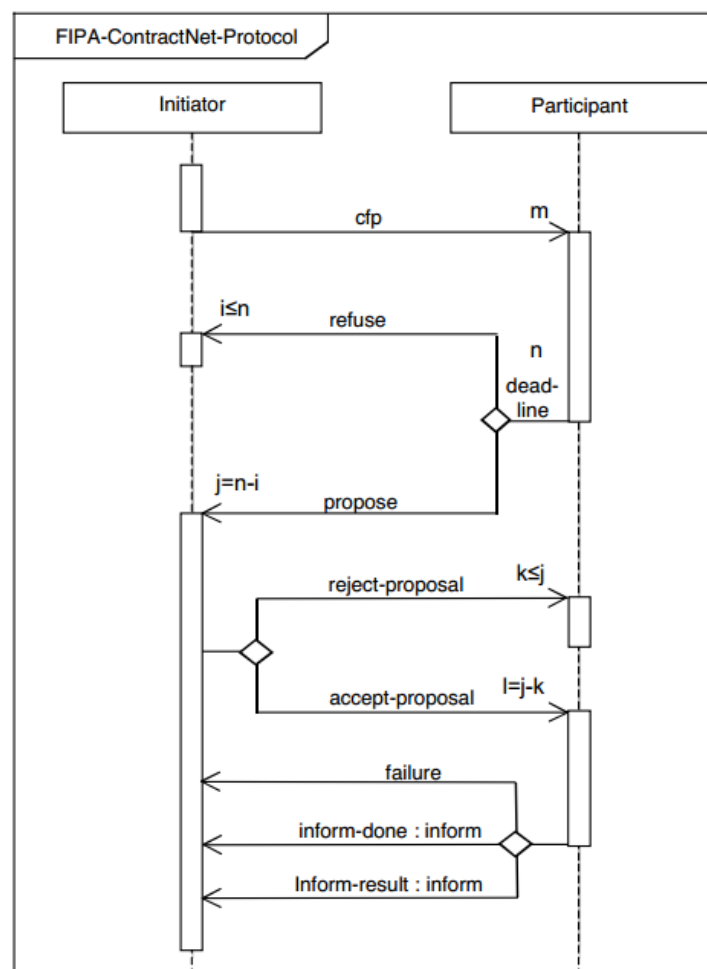 FIPA-ContractNet-Protocol
Initiator
Participant
cfp
m
i≤n
refuse
n
dead-
line
j=n-i
propose
reject-proposal
k≤j
accept-proposal
l=j-k
failure
inform-done : inform
Inform-result : inform